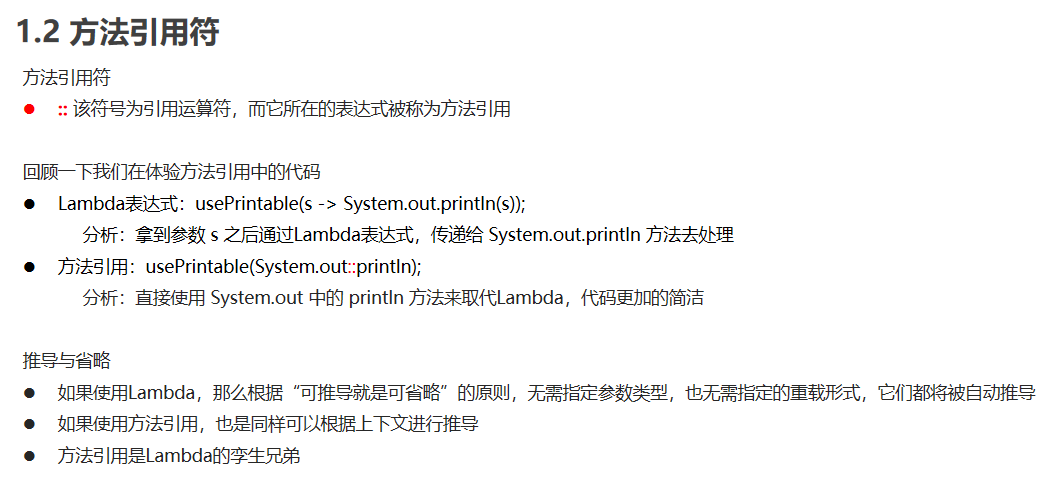 1.2 方法引用符
方法引用符
● :: 该符号为引用运算符，而它所在的表达式被称为方法引用
回顾一下我们在体验方法引用中的代码
● Lambda表达式：usePrintable(s -> System.out.println(s));
分析：拿到参数 s 之后通过Lambda表达式，传递给 System.out.println 方法去处理
● 方法引用：usePrintable(System.out::println);
分析：直接使用 System.out 中的 println 方法来取代Lambda，代码更加的简洁
推导与省略
● 如果使用Lambda，那么根据“可推导就是可省略”的原则，无需指定参数类型，也无需指定的重载形式，它们都将被自动推导
● 如果使用方法引用，也是同样可以根据上下文进行推导
● 方法引用是Lambda的孪生兄弟